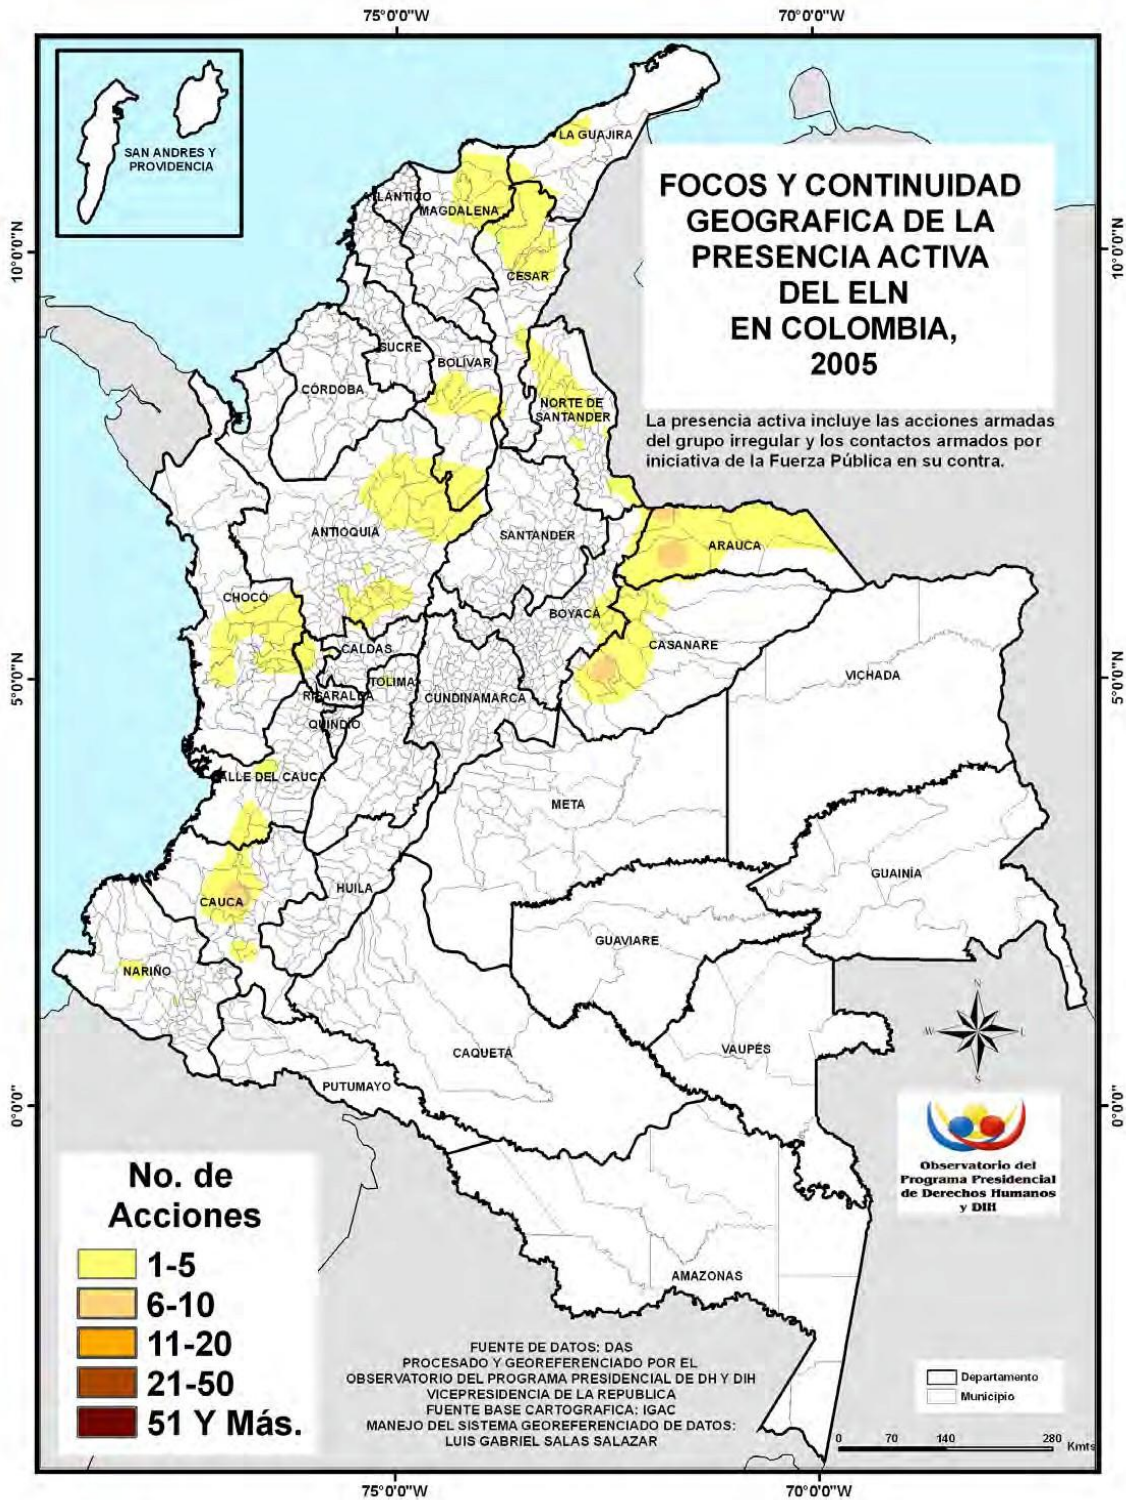 75°0'0"W
70°0'0"W
SAN ANDRES Y
PROVIDENCIA
FOCOS Y CONTINUIDAD
GEOGRAFICA DE LA
PRESENCIA ACTIVA
DEL ELN
EN COLOMBIA,
2005
La presencia activa incluye las acciones armadas
del grupo irregular y los contactos armados por
iniciativa de la Fuerza Pública en su contra.
10°0'0"N
10°0'0"N
LA GUAJIRA
ATLÁNTICO
MAGDALENA
CESAR
SUCRE
BOLÍVAR
CÓRDOBA
NORTE DE
SANTANDER
ANTIOQUIA
SANTANDER
ARAUCA
CHOCÓ
BOYACÁ
CALDAS
CASANARE
5°0'0"N
5°0'0"N
VICHADA
TOLIMA
RISARALDA
CUNDINAMARCA
QUINDIO
VALLE DEL CAUCA
META
GUAINÍA
HUILA
CAUCA
GUAVIARE
NARIÑO
N
W
L
S
VAUPÉS
CAQUETÁ
PUTUMAYO
0°0'0"
0°0'0"
Observatorio del
Programa Presidencial
de Derechos Humanos
y DIH
AMAZONAS
No. de
Acciones
1-5
6-10
11-20
21-50
51 Y Más.
FUENTE DE DATOS: DAS
PROCESADO Y GEOREFERENCIADO POR EL
OBSERVATORIO DEL PROGRAMA PRESIDENCIAL DE DH Y DIH
VICEPRESIDENCIA DE LA REPUBLICA
FUENTE BASE CARTOGRAFICA: IGAC
MANEJO DEL SISTEMA GEOREFERENCIADO DE DATOS:
LUIS GABRIEL SALAS SALAZAR
Departamento
Municipio
0 70 140 280
Kmts
75°0'0"W
70°0'0"W